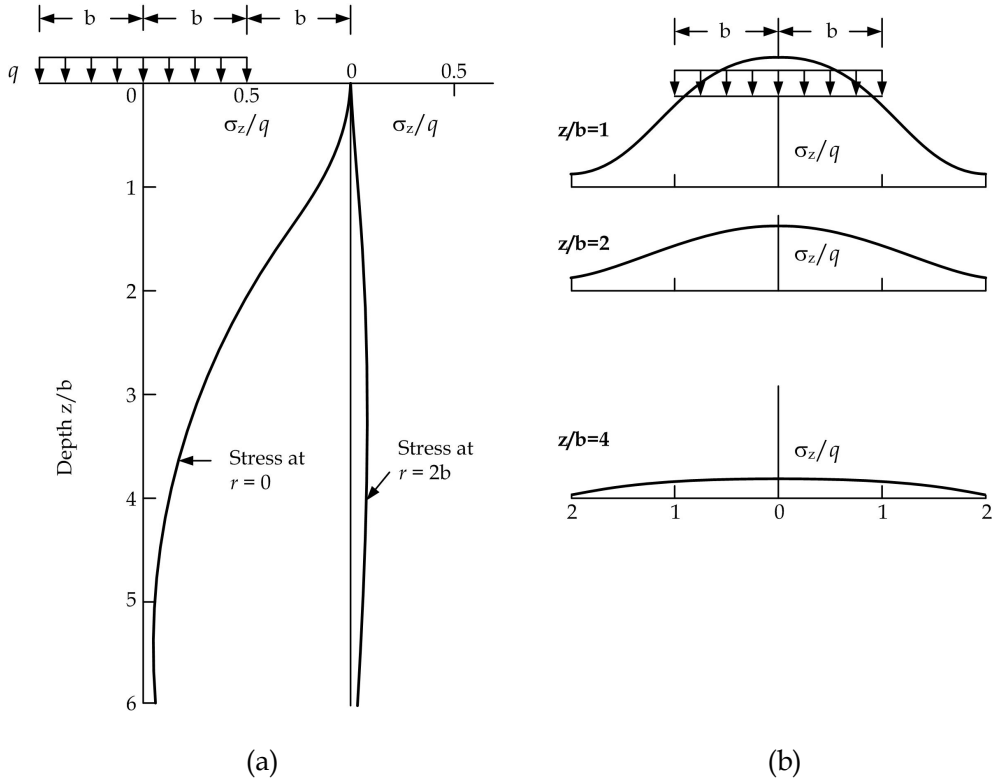 b b b
q
0 0.5 0 0.5
σz/q σz/q
1
2
3
4
5
6
Depth z/b
Stress at
r = 0
Stress at
r = 2b
(a)
b b
z/b=1
σz/q
z/b=2
σz/q
z/b=4
σz/q
2 1 0 1 2
(b)